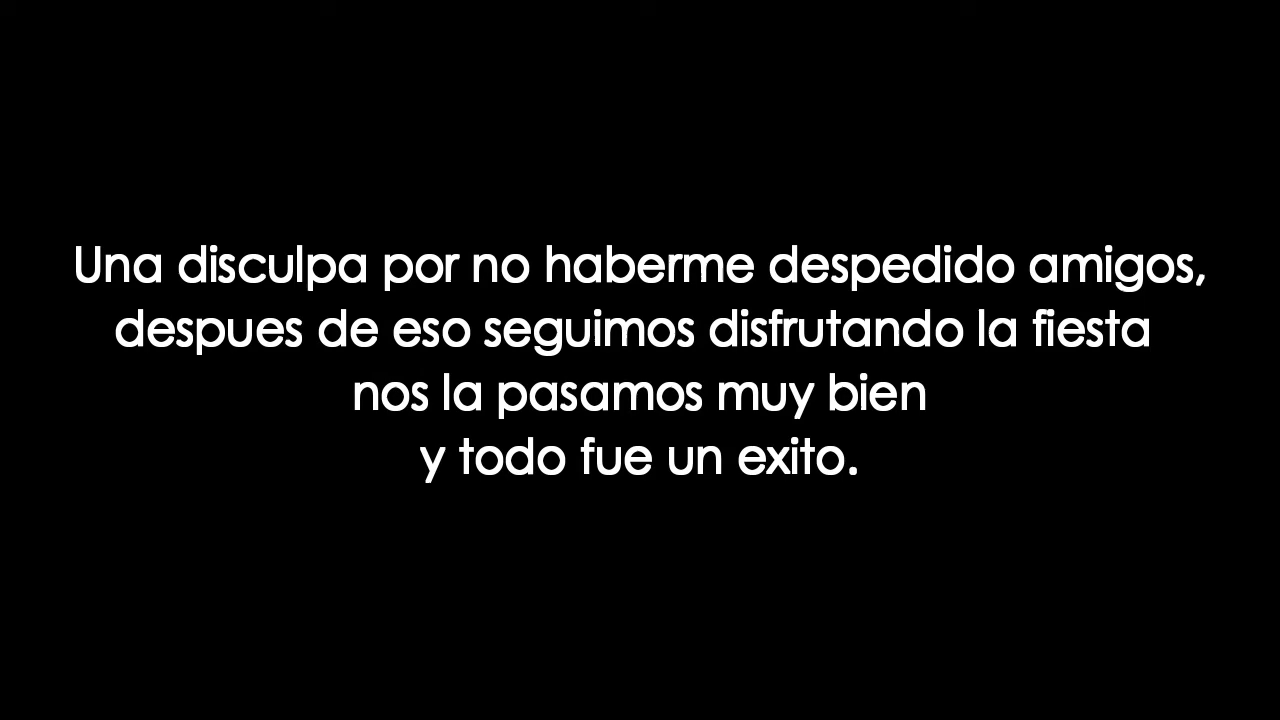 Una disculpa por no haberme despedido amigos,
despues de eso seguimos disfrutando la fiesta
nos la pasamos muy bien
y todo fue un exito.